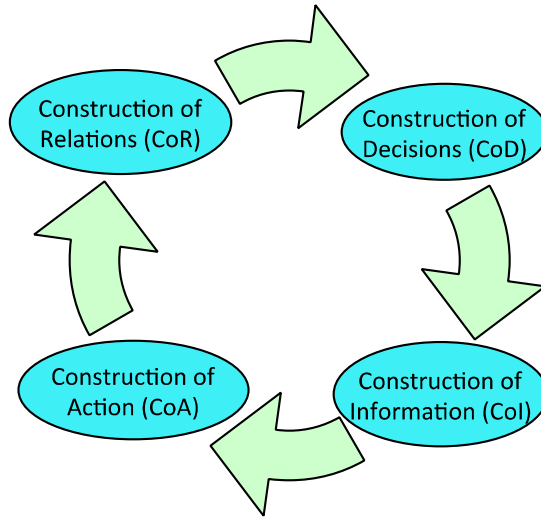 Construction of
Relations (CoR)
Construction of
Decisions (CoD)
Construction of
Action (CoA)
Construction of
Information (CoI)